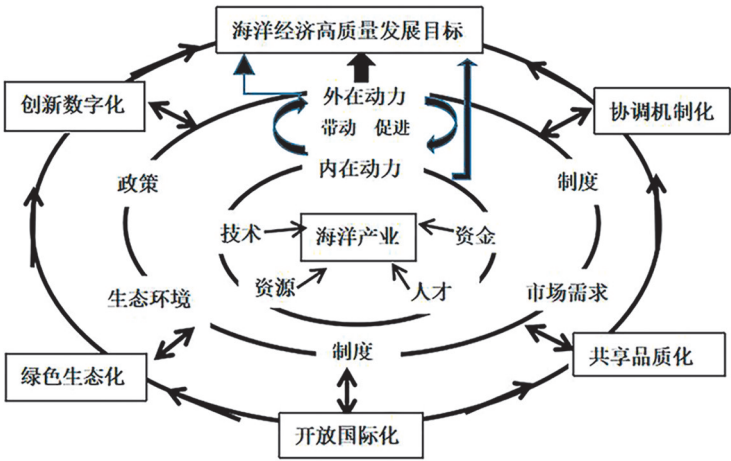 海洋经济高质量发展目标
创新数字化
外在动力
协调机制化
带动 促进
内在动力
政策
制度
技术
海洋产业
资金
资源
人才
生态环境
市场需求
制度
绿色生态化
共享品质化
开放国际化